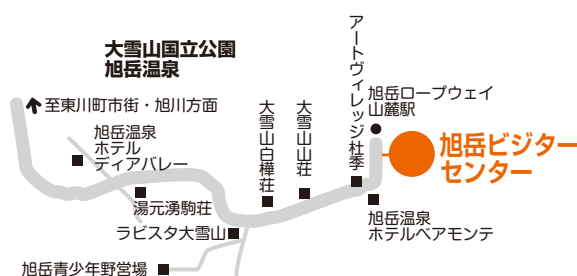 大雪山国立公園
旭岳温泉
至東川町市街・旭川方面
旭岳温泉
ホテル
ディアバレー
湯元湧駒荘
ラビスタ大雪山
旭岳青少年野営場
大雪山白樺荘
大雪山山荘
アートヴィレッジ杜季
旭岳ロープウェイ
山麓駅
旭岳ビジター
センター
旭岳温泉
ホテルベアモンテ